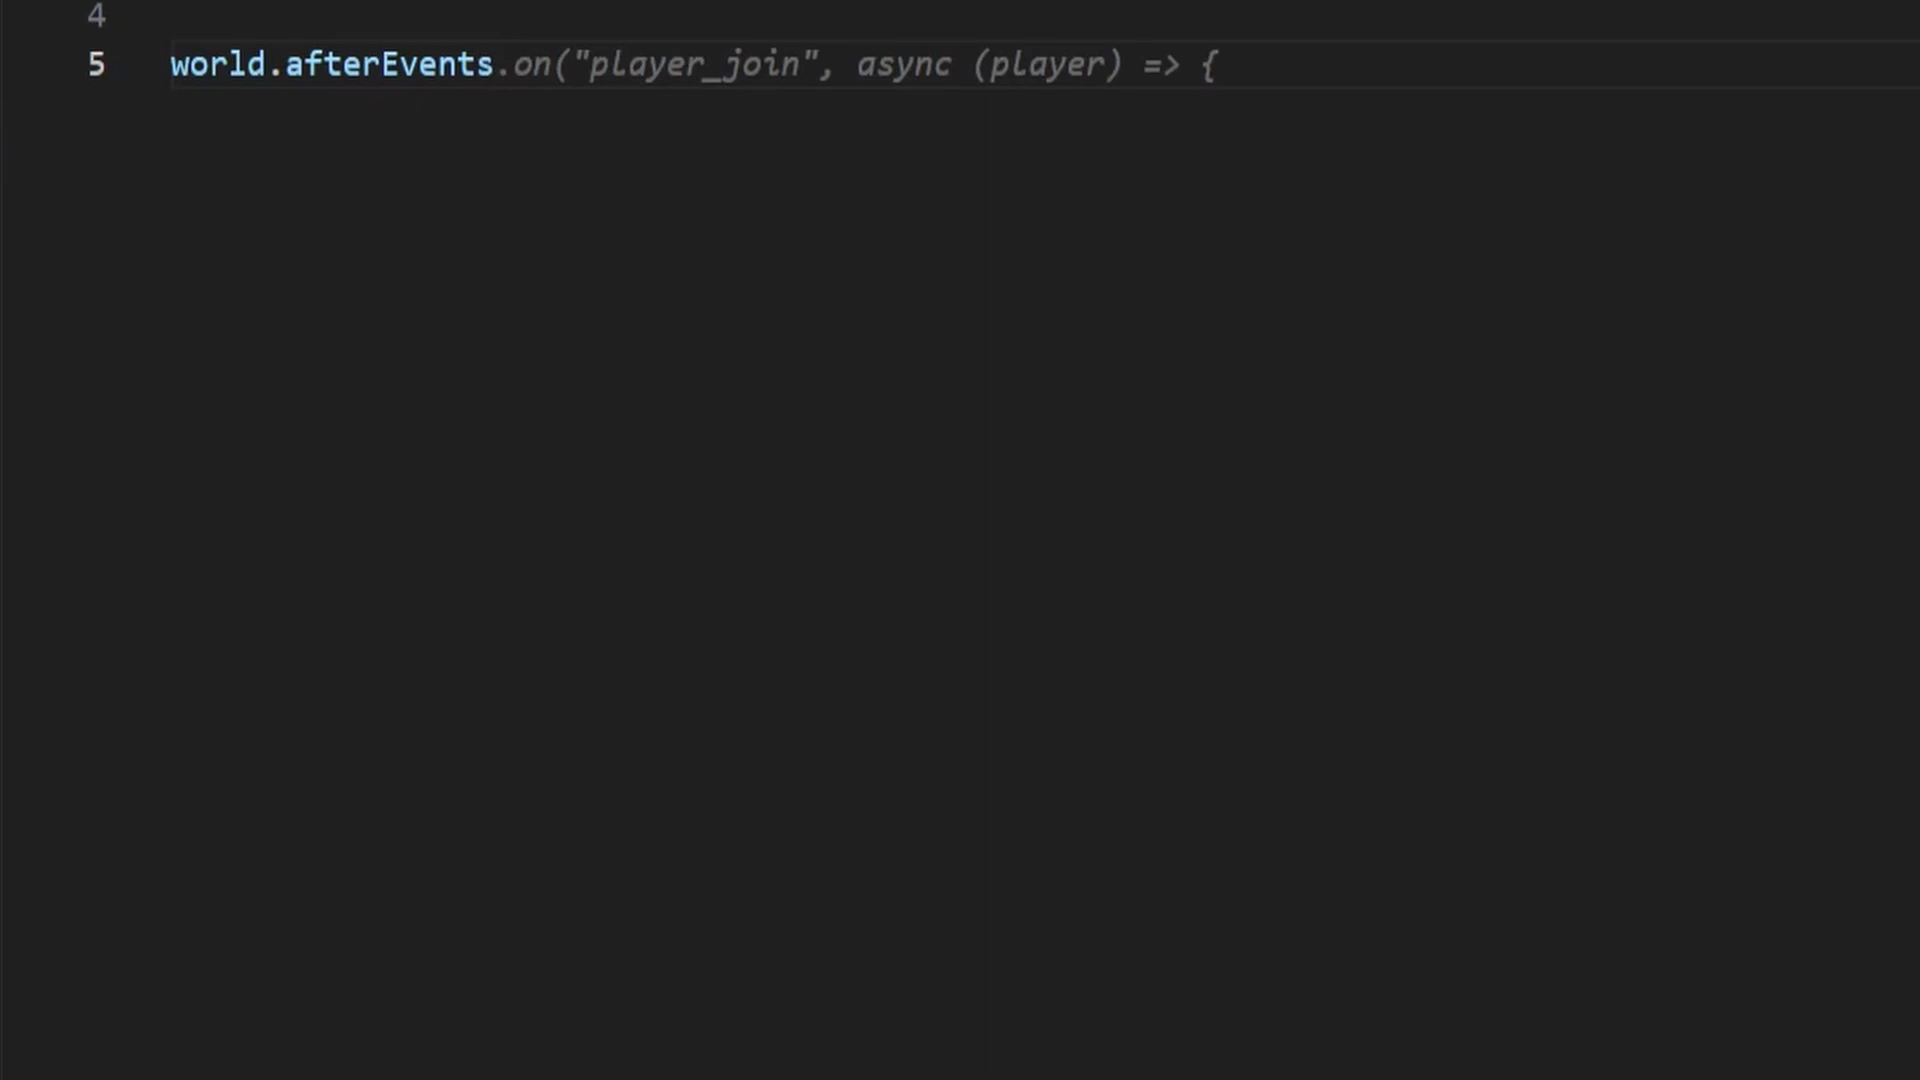 4
5 world.afterEvents.on("player_join", async (player) => {